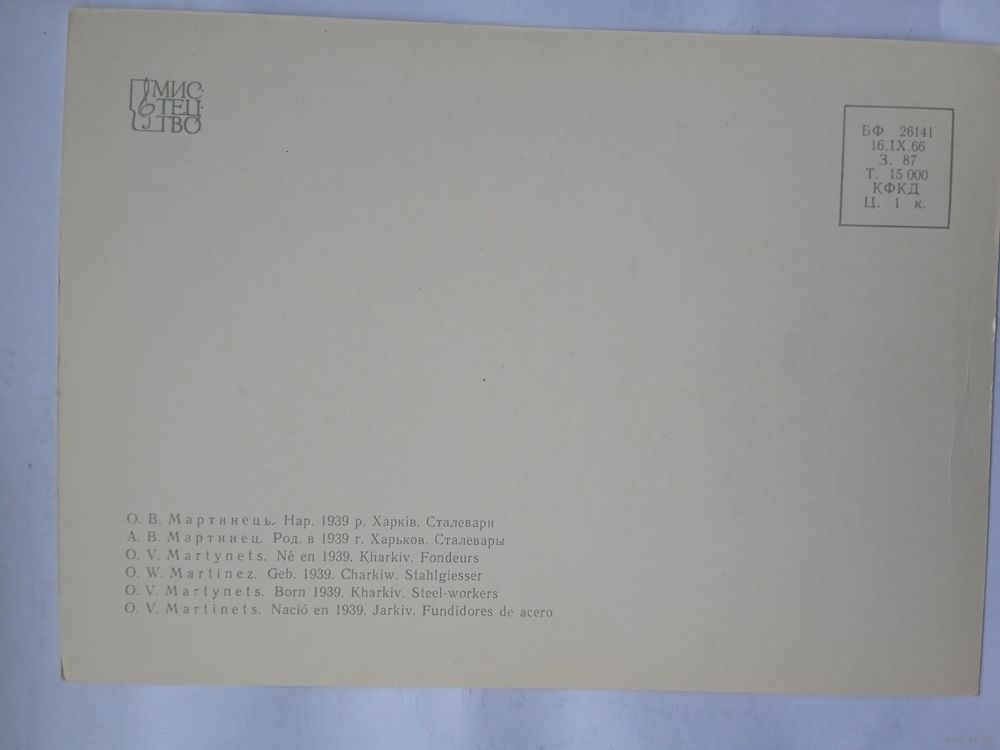 МИС-
ТЕЦ-
ТВО
БФ 26141
16.IX.66
З. 87
Т. 15 000
КФКД
Ц. 1 к.
О. В. Мартинець. Нар. 1939 р. Харків. Сталевари
А. В. Мартинец. Род. в 1939 г. Харьков. Сталевары
O. V. Martynets. Né en 1939. Kharkiv. Fondeurs
O. W. Martinez. Geb. 1939. Charkiw. Stahlgiesser
O. V. Martynets. Born 1939. Kharkiv. Steel-workers
O. V. Martinets. Nació en 1939. Jarkiv. Fundidores de acero